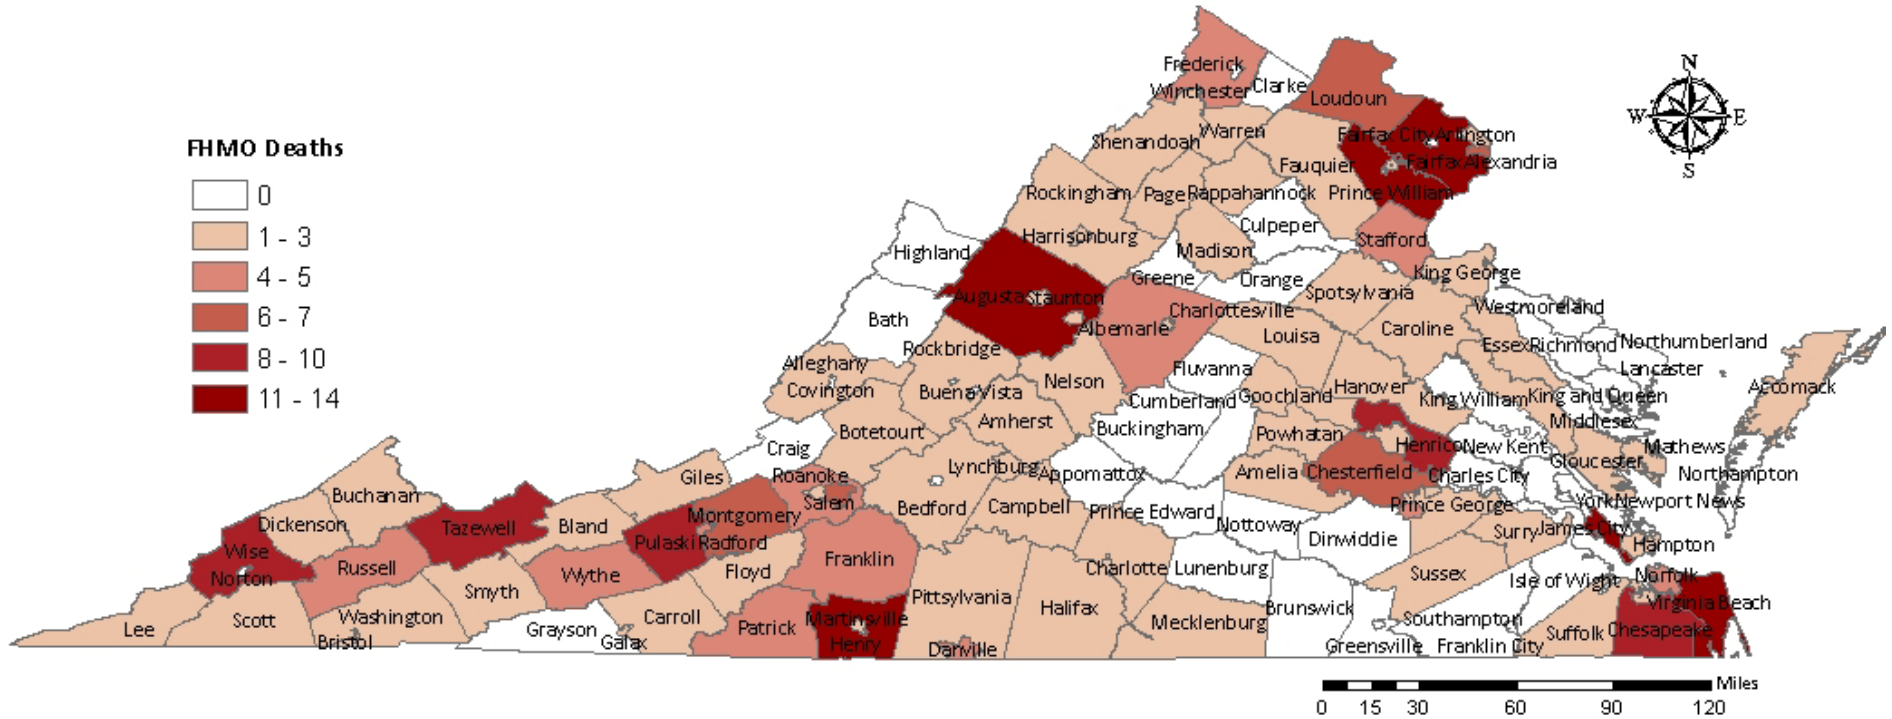 N
W E
S
FHMO Deaths
0
1 - 3
4 - 5
6 - 7
8 - 10
11 - 14
Frederick
Winchester
Clarke
Loudoun
Shenandoah
Warren
Fairfax City
Arlington
Fauquier
Fairfax
Alexandria
Rockingham
Page
Rappahannock
Prince William
Culpeper
Harrisonburg
Madison
Stafford
Highland
Greene
Orange
King George
Augusta
Staunton
Spotsylvania
Westmoreland
Bath
Albemarle
Charlottesville
Louisa
Caroline
Essex
Richmond
Northumberland
Rockbridge
Alleghany
Covington
Fluvanna
Lancaster
Buena Vista
Nelson
Cumberland
Goochland
Hanover
King William
King and Queen
Accomack
Amherst
Buckingham
Middlesex
Botetourt
Powhatan
Henrico
New Kent
Mathews
Craig
Roanoke
Lynchburg
Appomattox
Amelia
Chesterfield
Charles City
Gloucester
Northampton
Giles
Buchanan
Salem
Bedford
Campbell
Prince Edward
Prince George
York
Newport News
Dickenson
Tazewell
Bland
Montgomery
Nottoway
Dinwiddie
Surry
James City
Wise
Pulaski
Radford
Hampton
Norton
Russell
Wythe
Floyd
Franklin
Charlotte
Lunenburg
Sussex
Isle of Wight
Norfolk
Smyth
Pittsylvania
Halifax
Brunswick
Virginia Beach
Lee
Scott
Washington
Carroll
Patrick
Martinsville
Mecklenburg
Southampton
Bristol
Grayson
Galax
Henry
Danville
Greensville
Franklin City
Suffolk
Chesapeake
Miles
0 15 30 60 90 120